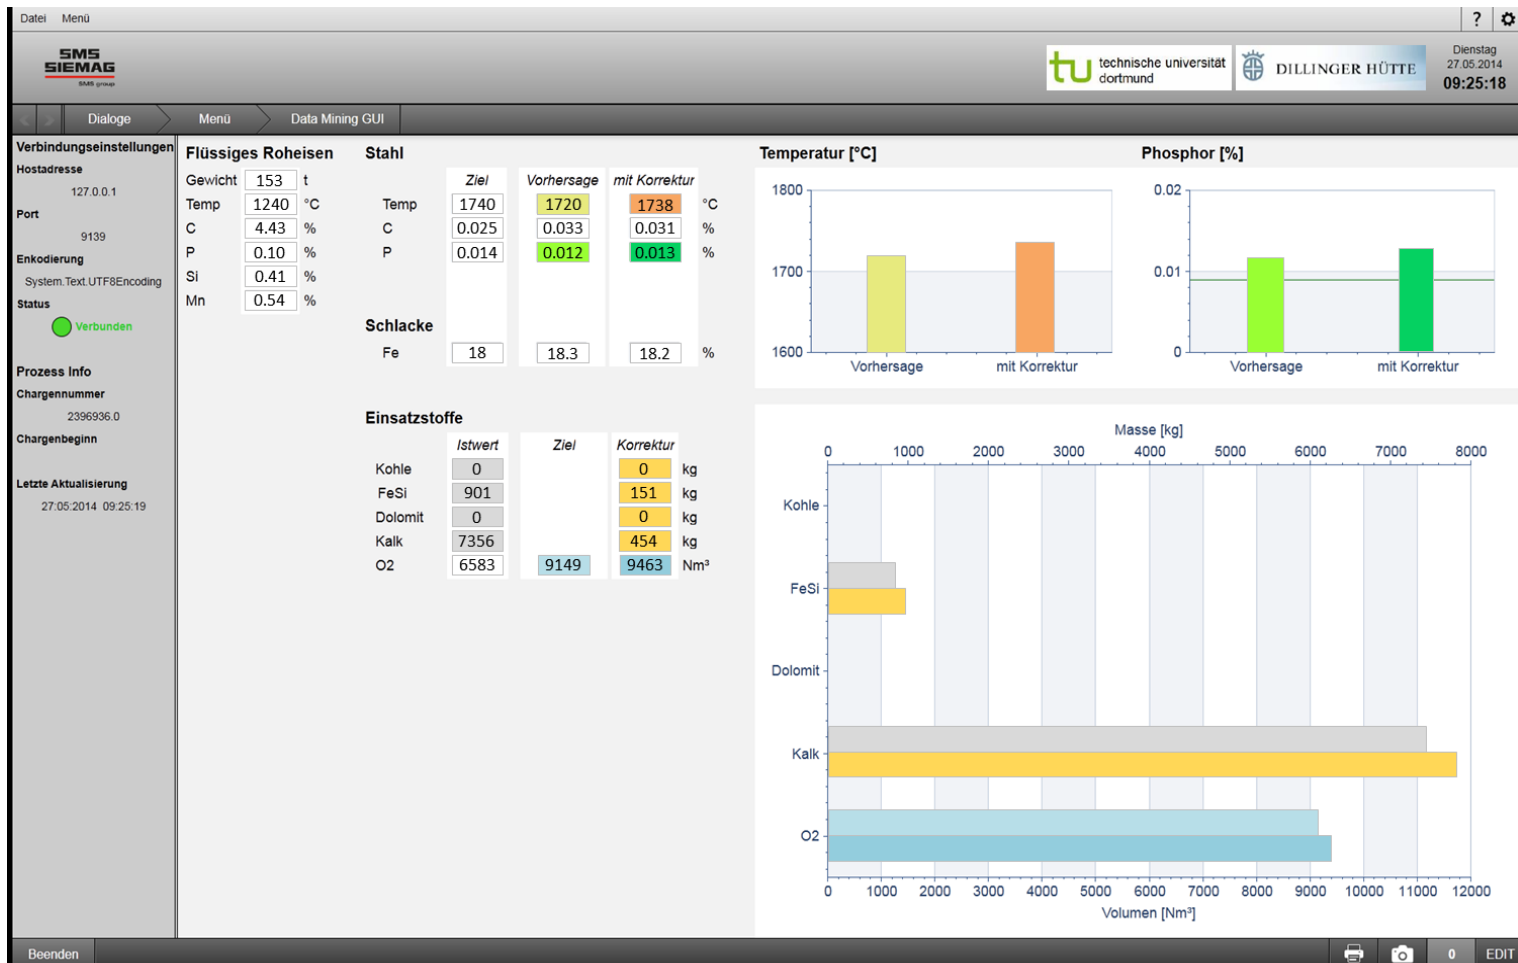 Datei Menü
?
SMS
SIEMAG
SMS group
technische universität
dortmund
DILLINGER HÜTTE
Dienstag
27.05.2014
09:25:18
< > Dialoge Menü Data Mining GUI
Verbindungseinstellungen
Hostadresse
127.0.0.1
Port
9139
Enkodierung
System.Text.UTF8Encoding
Status
Verbunden
Prozess Info
Chargennummer
2396936.0
Chargenbeginn
Letzte Aktualisierung
27:05:2014 09:25:19
Flüssiges Roheisen
Gewicht 153 t
Temp 1240 °C
C 4.43 %
P 0.10 %
Si 0.41 %
Mn 0.54 %
Stahl
Ziel Vorhersage mit Korrektur
Temp 1740 1720 1738 °C
C 0.025 0.033 0.031 %
P 0.014 0.012 0.013 %
Schlacke
Fe 18 18.3 18.2 %
Einsatzstoffe
Istwert Ziel Korrektur
Kohle 0 0 kg
FeSi 901 151 kg
Dolomit 0 0 kg
Kalk 7356 454 kg
O2 6583 9149 9463 Nm³
Temperatur [°C]
1800
1700
1600
Vorhersage mit Korrektur
Phosphor [%]
0.02
0.01
0
Vorhersage mit Korrektur
Masse [kg]
0 1000 2000 3000 4000 5000 6000 7000 8000
Kohle
FeSi
Dolomit
Kalk
O2
0 1000 2000 3000 4000 5000 6000 7000 8000 9000 10000 11000 12000
Volumen [Nm³]
Beenden
0 EDIT